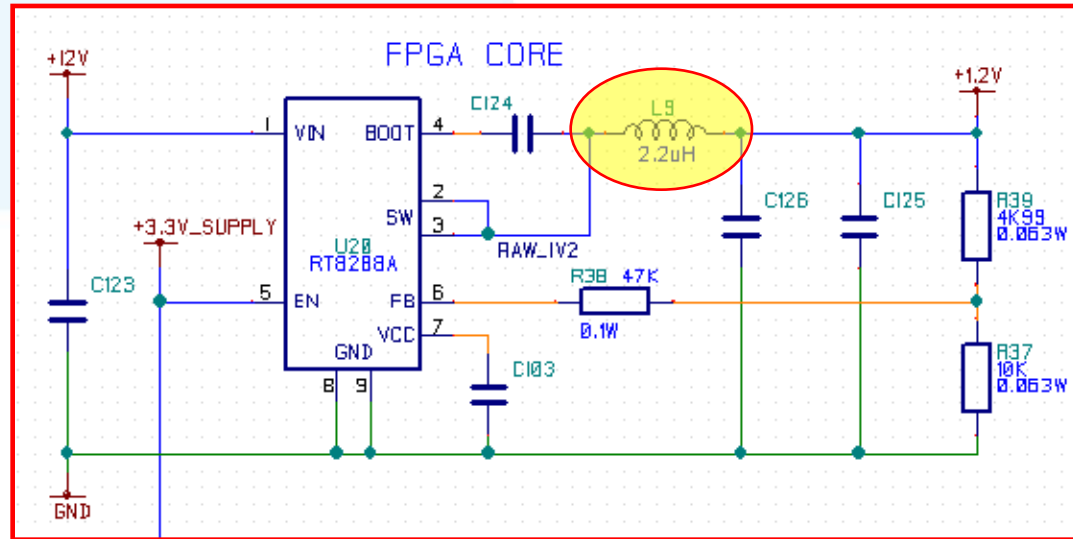 FPGA CORE
+12V
+1.2V
C124
L9
2.2uH
1
VIN
BOOT
4
2
SW
3
RAW_1V2
C126
C125
R39
4K99
0.063W
+3.3V_SUPPLY
U20
RT8288A
C123
5
EN
FB
6
R38
47K
0.1W
VCC
7
GND
8
9
C103
R37
10K
0.063W
GND